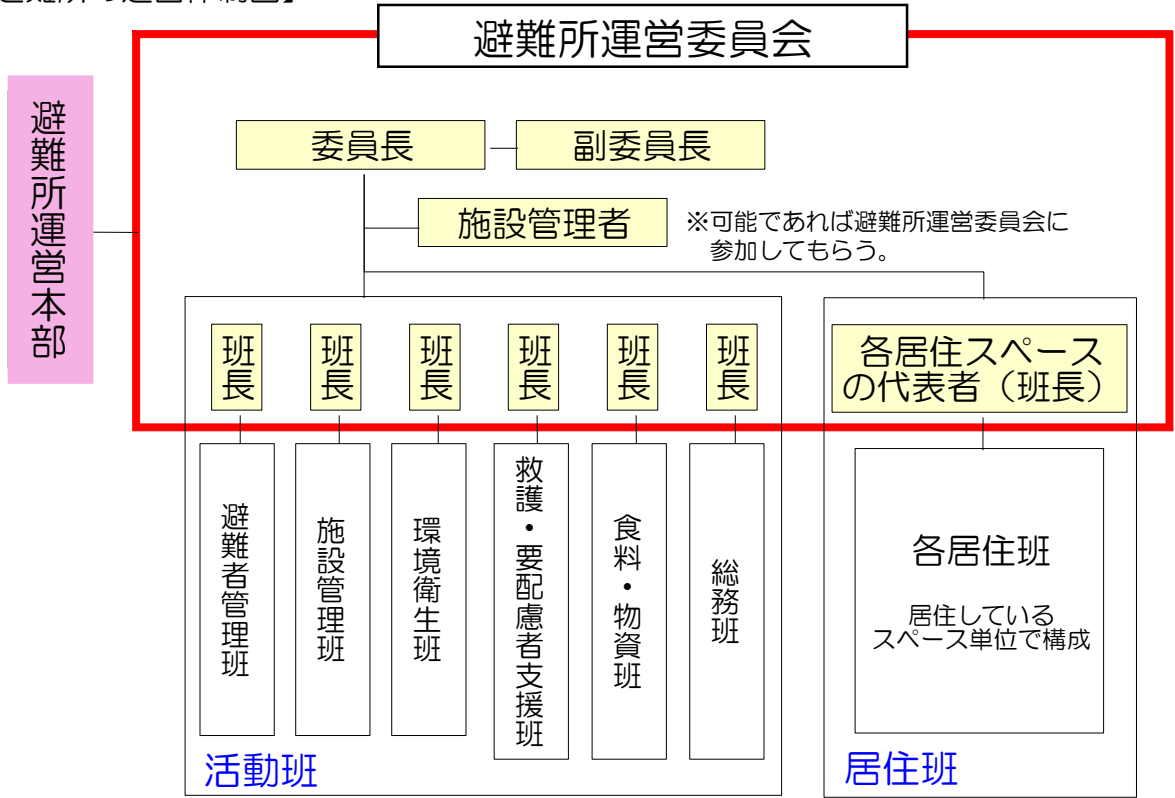 避難所運営委員会
避難所運営本部
委員長
副委員長
施設管理者
※可能であれば避難所運営委員会に
参加してもらう。
班長
班長
班長
班長
班長
班長
各居住スペース
の代表者（班長）
避難者管理班
施設管理班
環境衛生班
救護・要配慮者支援班
食料・物資班
総務班
各居住班
居住している
スペース単位で構成
活動班
居住班